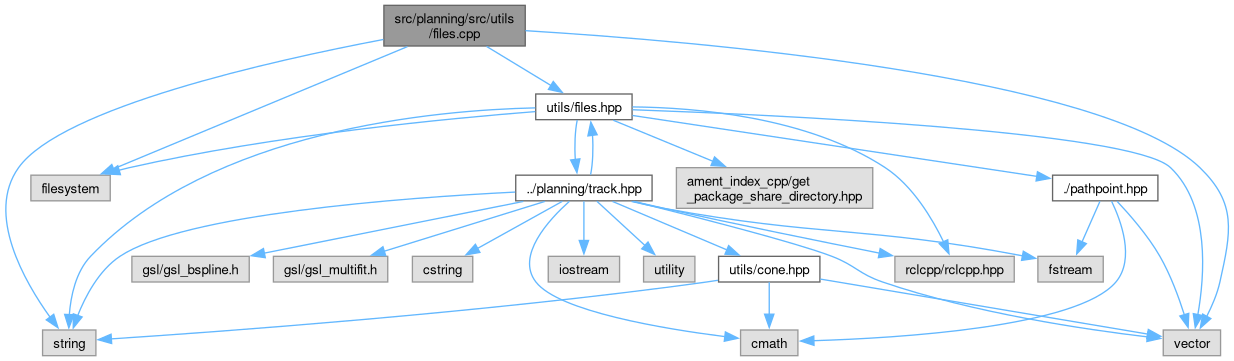 src/planning/src/utils
/files.cpp
utils/files.hpp
filesystem
../planning/track.hpp
ament_index_cpp/get
_package_share_directory.hpp
./pathpoint.hpp
gsl/gsl_bspline.h
gsl/gsl_multifit.h
cstring
iostream
utility
utils/cone.hpp
rclcpp/rclcpp.hpp
fstream
string
cmath
vector